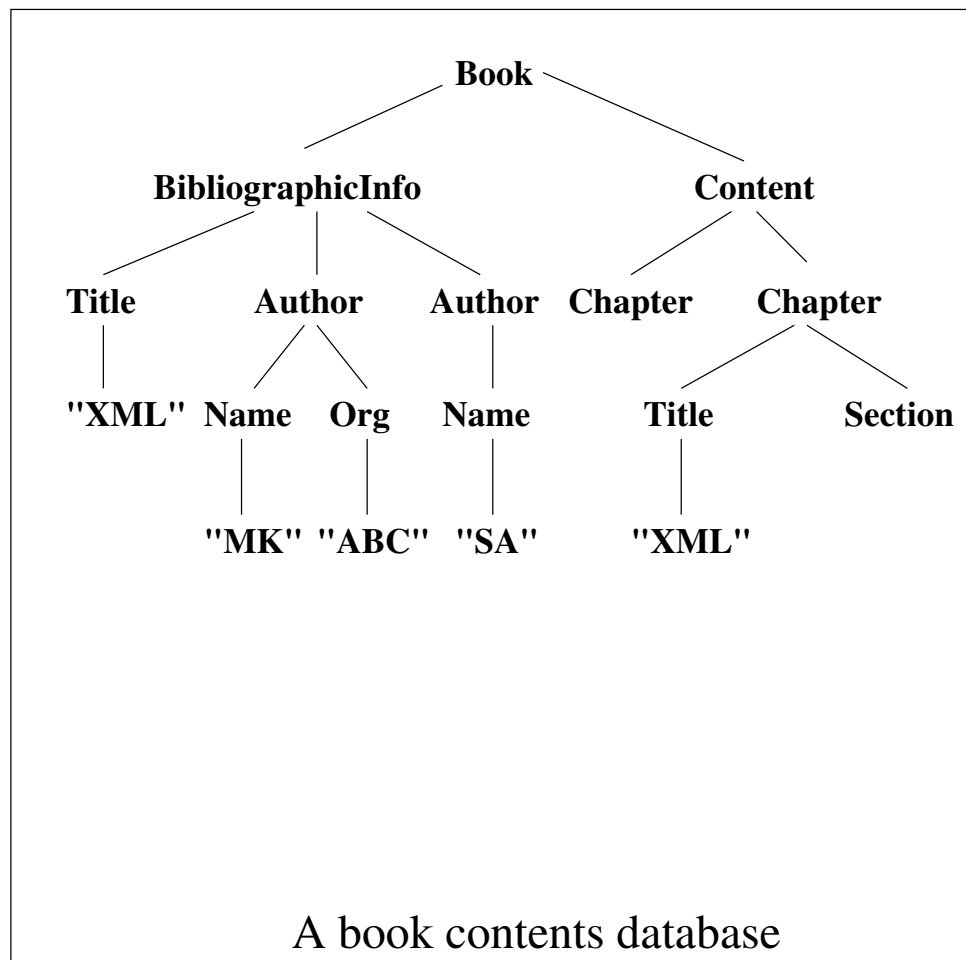 Book
BibliographicInfo Content
Title Author Author Chapter Chapter
"XML" Name Org Name Title Section
"MK" "ABC" "SA" "XML"
A book contents database